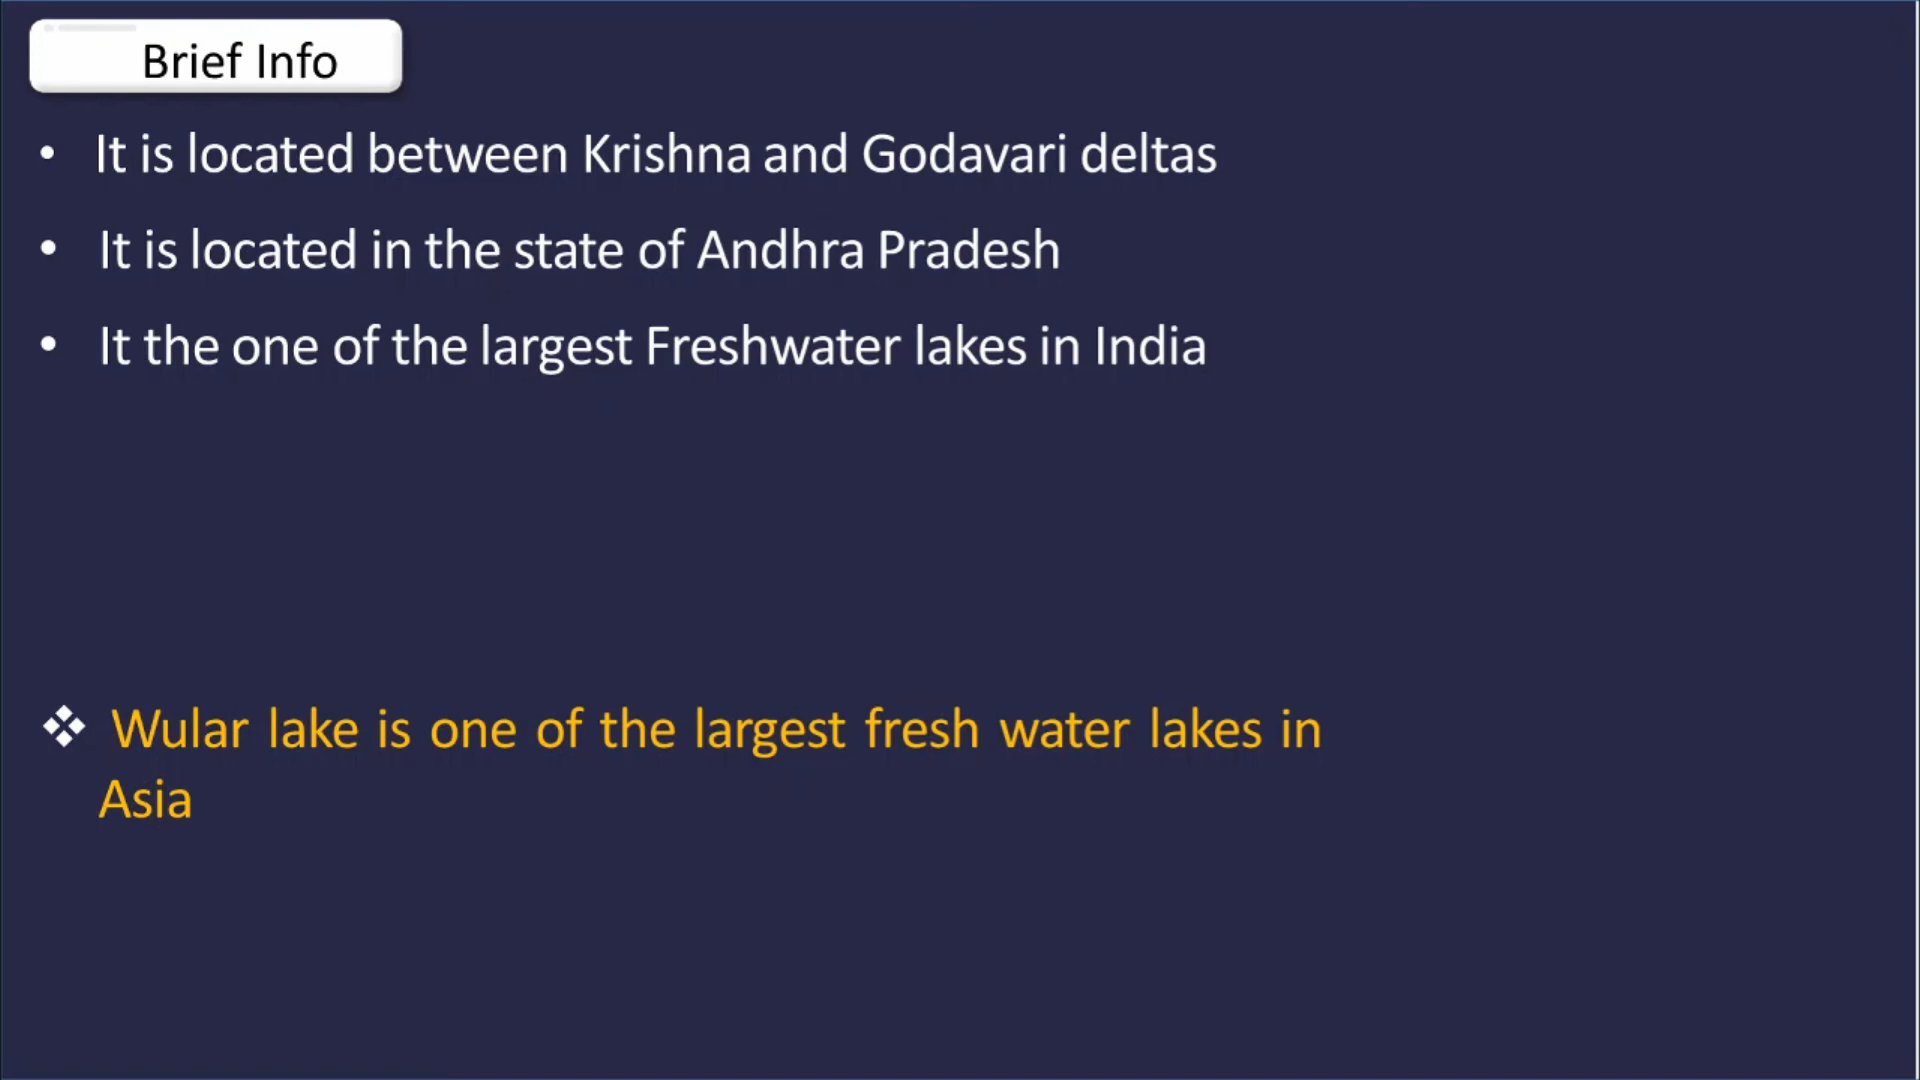 Brief Info
• It is located between Krishna and Godavari deltas
• It is located in the state of Andhra Pradesh
• It the one of the largest Freshwater lakes in India
❖ Wular lake is one of the largest fresh water lakes in
Asia